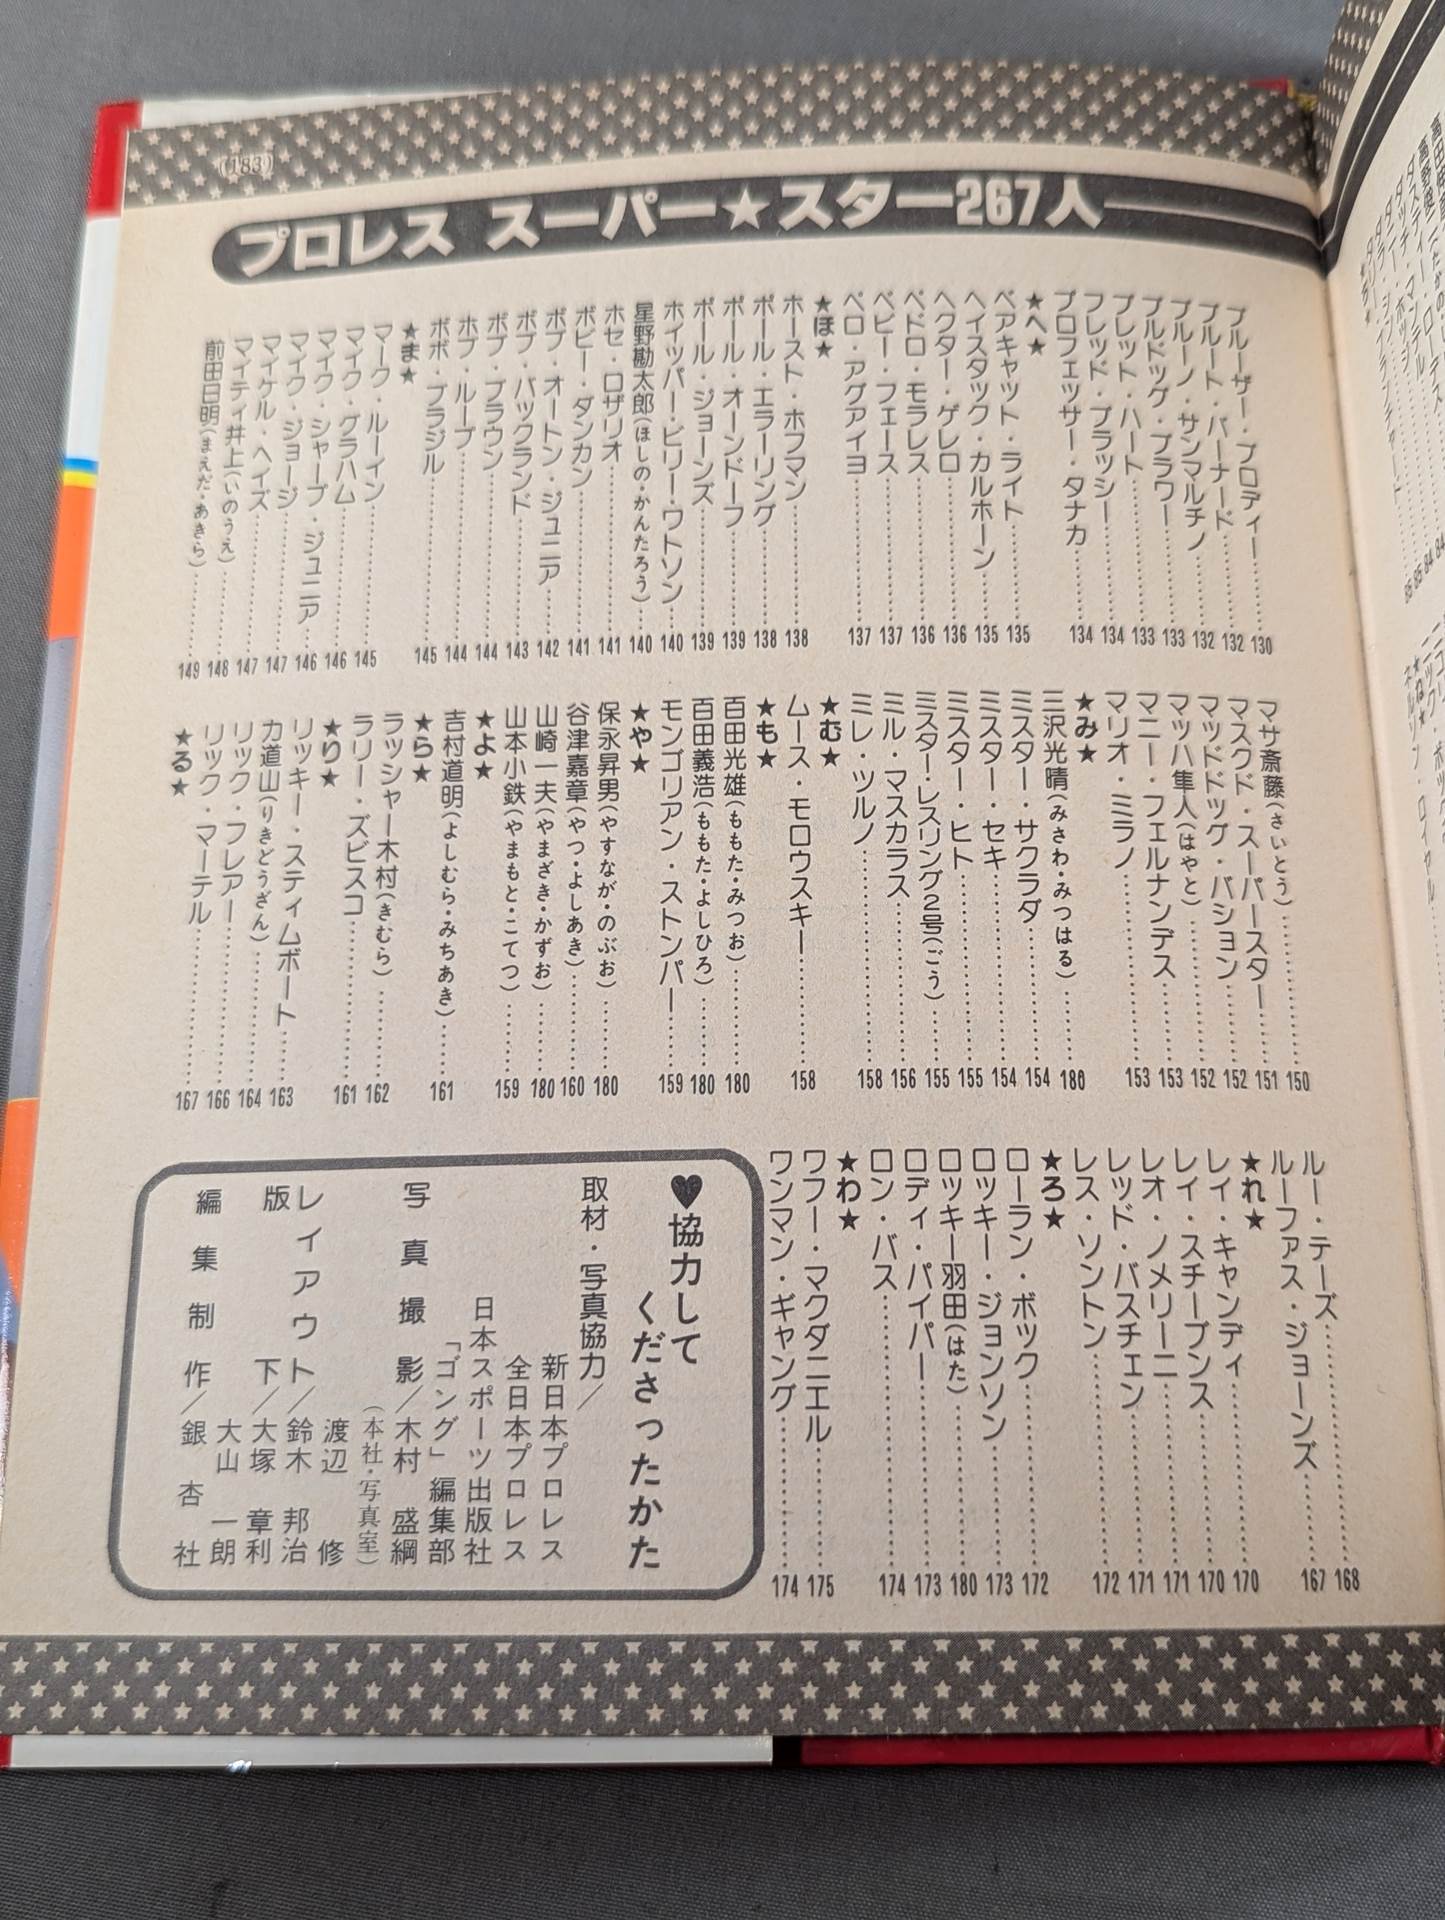 (183)
プロレス スーパー★スター267人
ブルーザー・ブロディー……130
ブルート・バーナード……132
ブルーノ・サンマルチノ……132
ブルドッグ・ブラワー……133
ブレット・ハート……133
フレッド・ブラッシー……134
プロフェッサー・タナカ……134
★へ★
ベアキャット・ライト……135
ヘイスタック・カルホーン……135
ヘクター・ゲレロ……136
ペドロ・モラレス……136
ベビー・フェース……137
ペロ・アグアイヨ……137
★ほ★
ホースト・ホフマン……138
ポール・エラーリング……138
ポール・オーンドーフ……139
ポール・ジョーンズ……139
ホイッパー・ビリー・ワトソン……140
星野勘太郎(ほしの・かんたろう)……140
ホセ・ロザリオ……141
ボビー・ダンカン……141
ボブ・オートン・ジュニア……142
ボブ・バックランド……143
ボブ・ブラウン……144
ボブ・ループ……144
ボボ・ブラジル……145
★ま★
マーク・ルーイン……145
マイク・グラハム……146
マイク・シャープ・ジュニア……146
マイク・ジョージ……147
マイケル・ヘイズ……147
マイティ井上(いのうえ)……148
前田日明(まえだ・あきら)……149
マサ斎藤(さいとう)……150
マスクド・スーパースター……151
マッドドッグ・バション……152
マッハ隼人(はやと)……152
マニー・フェルナンデス……153
マリオ・ミラノ……153
★み★
三沢光晴(みさわ・みつはる)……180
ミスター・サクラダ……154
ミスター・セキ……154
ミスター・ヒト……155
ミスター・レスリング2号(ごう)……155
ミル・マスカラス……156
ミレ・ツルノ……158
★む★
ムース・モロウスキー……158
★も★
百田光雄(ももた・みつお)……180
百田義浩(ももた・よしひろ)……180
モンゴリアン・ストンパー……159
★や★
保永昇男(やすなが・のぶお)……180
谷津嘉章(やつ・よしあき)……160
山崎一夫(やまざき・かずお)……180
山本小鉄(やまもと・こてつ)……159
★よ★
吉村道明(よしむら・みちあき)……161
★ら★
ラッシャー木村(きむら)……162
ラリー・ズビスコ……161
★り★
リッキー・スティムボート……163
力道山(りきどうざん)……164
リック・フレアー……166
リック・マーテル……167
★る★
ルー・テーズ……168
ルーファス・ジョーンズ……167
★れ★
レイ・キャンディ……170
レイ・スチーブンス……170
レオ・ノメリーニ……171
レッド・バスチェン……171
レス・ソントン……172
★ろ★
ローラン・ボック……172
ロッキー・ジョンソン……173
ロッキー羽田(はた)……180
ロディ・パイパー……173
ロン・バス……174
★わ★
ワフー・マクダニエル……175
ワンマン・ギャング……174
♥協力して
くださったかた
取材・写真協力/
新日本プロレス
全日本プロレス
日本スポーツ出版社
「ゴング」編集部
写真撮影/木村 盛綱
(本社・写真室)
渡辺 修
レイアウト/鈴木 邦治
版 下/大塚 章利
大山 一朗
編集制作/銀杏社